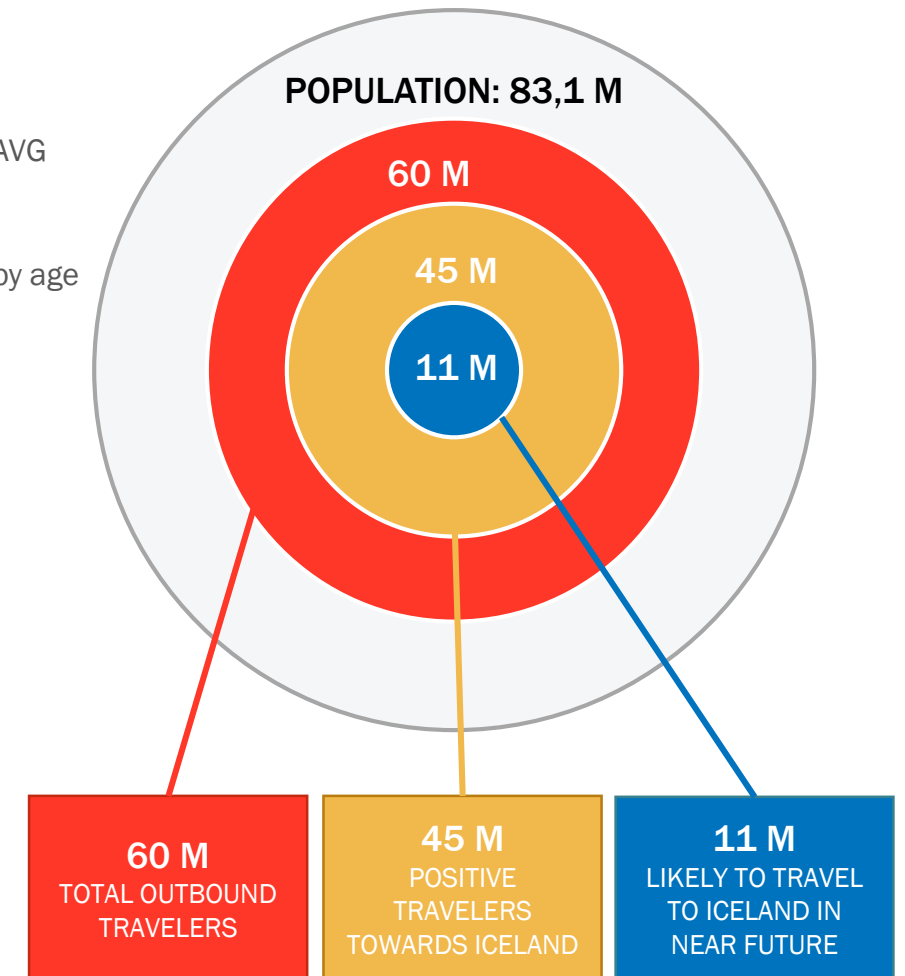 POPULATION: 83,1 M
AVG
60 M
by age
45 M
11 M
60 M
TOTAL OUTBOUND
TRAVELERS
45 M
POSITIVE
TRAVELERS
TOWARDS ICELAND
11 M
LIKELY TO TRAVEL
TO ICELAND IN
NEAR FUTURE